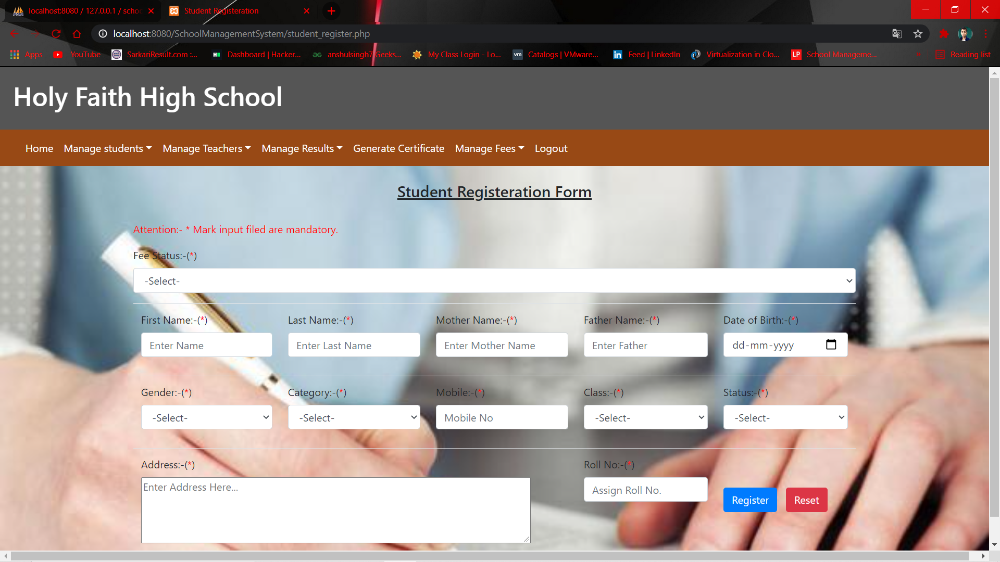 localhost:8080 / 127.0.0.1 / schoo
Student Registeration
localhost:8080/SchoolManagementSystem/student_register.php
Apps
YouTube
SarkariResult.com :...
Dashboard | Hacker...
anshulsingh7 Geeks...
My Class Login - Lo...
Catalogs | VMware...
Feed | LinkedIn
Virtualization in Clo...
School Manageme...
Reading list
Holy Faith High School
Home Manage students Manage Teachers Manage Results Generate Certificate Manage Fees Logout
Student Registeration Form
Attention:- * Mark input filed are mandatory.
Fee Status:-(*)
-Select-
First Name:-(*) Last Name:-(*) Mother Name:-(*) Father Name:-(*) Date of Birth:-(*)
Enter Name Enter Last Name Enter Mother Name Enter Father dd-mm-yyyy
Gender:-(*) Category:-(*) Mobile:-(*) Class:-(*) Status:-(*)
-Select- -Select- Mobile No -Select- -Select-
Address:-(*) Roll No:-(*)
Enter Address Here... Assign Roll No.
Register Reset